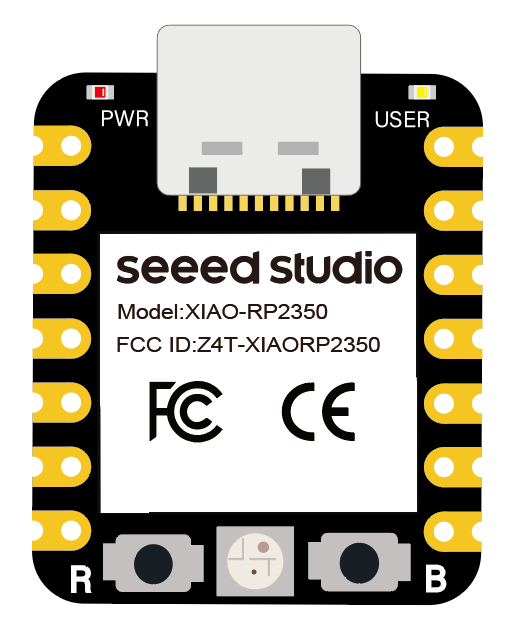 PWR USER
seeed studio
Model:XIAO-RP2350
FCC ID:Z4T-XIAORP2350
FC CE
R B